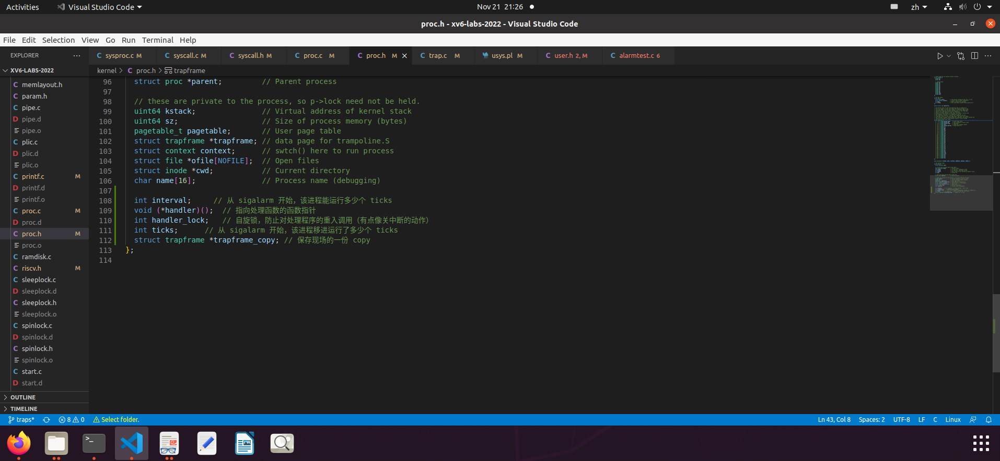 Activities Visual Studio Code Nov 21 21:26 zh
proc.h - xv6-labs-2022 - Visual Studio Code
File Edit Selection View Go Run Terminal Help
EXPLORER
XV6-LABS-2022
memlayout.h
param.h
pipe.c
pipe.d
pipe.o
plic.c
plic.d
plic.o
printf.c M
printf.d
printf.o
proc.c M
proc.d
proc.h M
proc.o
ramdisk.c
riscv.h M
sleeplock.c
sleeplock.d
sleeplock.h
sleeplock.o
spinlock.c
spinlock.d
spinlock.h
spinlock.o
start.c
start.d
OUTLINE
TIMELINE
sysproc.c M syscall.c M syscall.h M proc.c M proc.h M trap.c M usys.pl M user.h 2, M alarmtest.c 6
kernel > C proc.h > trapframe
96 struct proc *parent; // Parent process
97
98 // these are private to the process, so p->lock need not be held.
99 uint64 kstack; // Virtual address of kernel stack
100 uint64 sz; // Size of process memory (bytes)
101 pagetable_t pagetable; // User page table
102 struct trapframe *trapframe; // data page for trampoline.S
103 struct context context; // swtch() here to run process
104 struct file *ofile[NOFILE]; // Open files
105 struct inode *cwd; // Current directory
106 char name[16]; // Process name (debugging)
107
108 int interval; // 从 sigalarm 开始，该进程能运行多少个 ticks
109 void (*handler)(); // 指向处理函数的函数指针
110 int handler_lock; // 自旋锁，防止对处理程序的重入调用（有点像关中断的动作）
111 int ticks; // 从 sigalarm 开始，该进程移进运行了多少个 ticks
112 struct trapframe *trapframe_copy; // 保存现场的一份 copy
113 };
114
traps* 8 0 Select folder. Ln 43, Col 8 Spaces: 2 UTF-8 LF C Linux